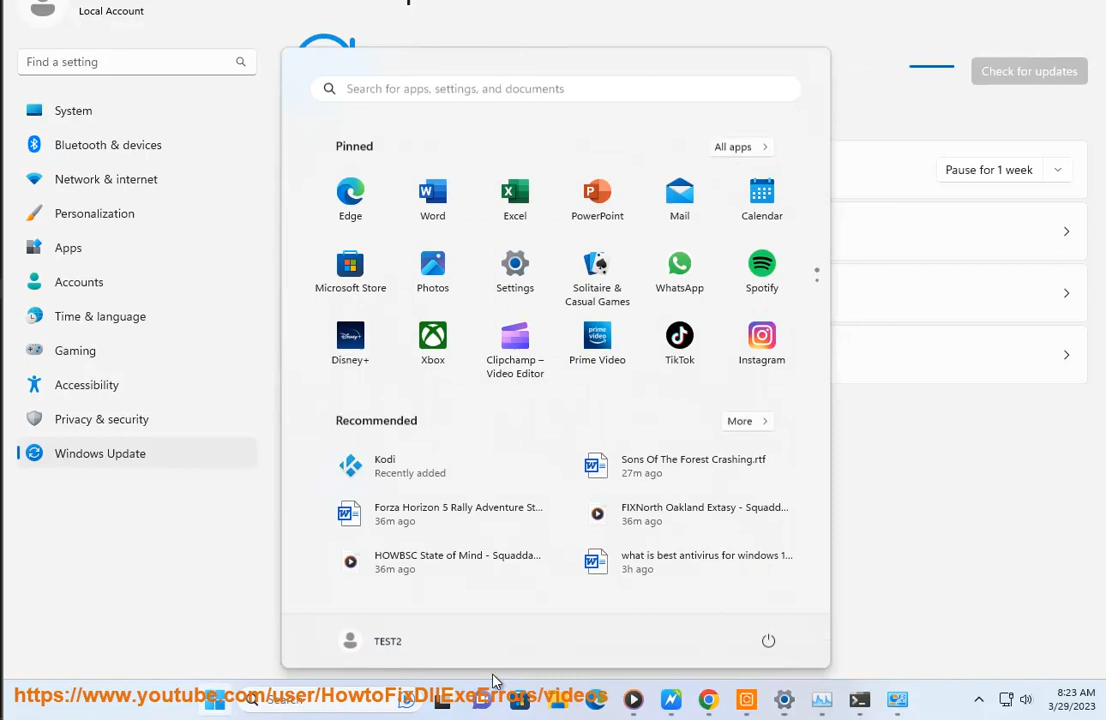 Local Account
Find a setting
System
Bluetooth & devices
Network & internet
Personalization
Apps
Accounts
Time & language
Gaming
Accessibility
Privacy & security
Windows Update
Check for updates
Pause for 1 week
Search for apps, settings, and documents
Pinned
All apps
Edge
Word
Excel
PowerPoint
Mail
Calendar
Microsoft Store
Photos
Settings
Solitaire &
Casual Games
WhatsApp
Spotify
Disney+
Xbox
Clipchamp –
Video Editor
Prime Video
TikTok
Instagram
Recommended
More
Kodi
Recently added
Sons Of The Forest Crashing.rtf
27m ago
Forza Horizon 5 Rally Adventure St...
36m ago
FIXNorth Oakland Extasy - Squadd...
36m ago
HOWBSC State of Mind - Squadda...
36m ago
what is best antivirus for windows 1...
3h ago
TEST2
https://www.youtube.com/user/HowtoFixDllExeErrors/videos
Search
8:23 AM
3/29/2023